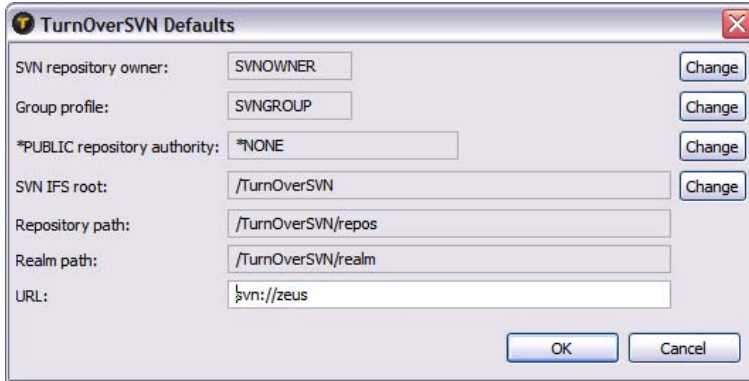 TurnOverSVN Defaults
SVN repository owner: SVNOWNER Change
Group profile: SVNGROUP Change
*PUBLIC repository authority: *NONE Change
SVN IFS root: /TurnOverSVN Change
Repository path: /TurnOverSVN/repos
Realm path: /TurnOverSVN/realm
URL: svn://zeus
OK Cancel